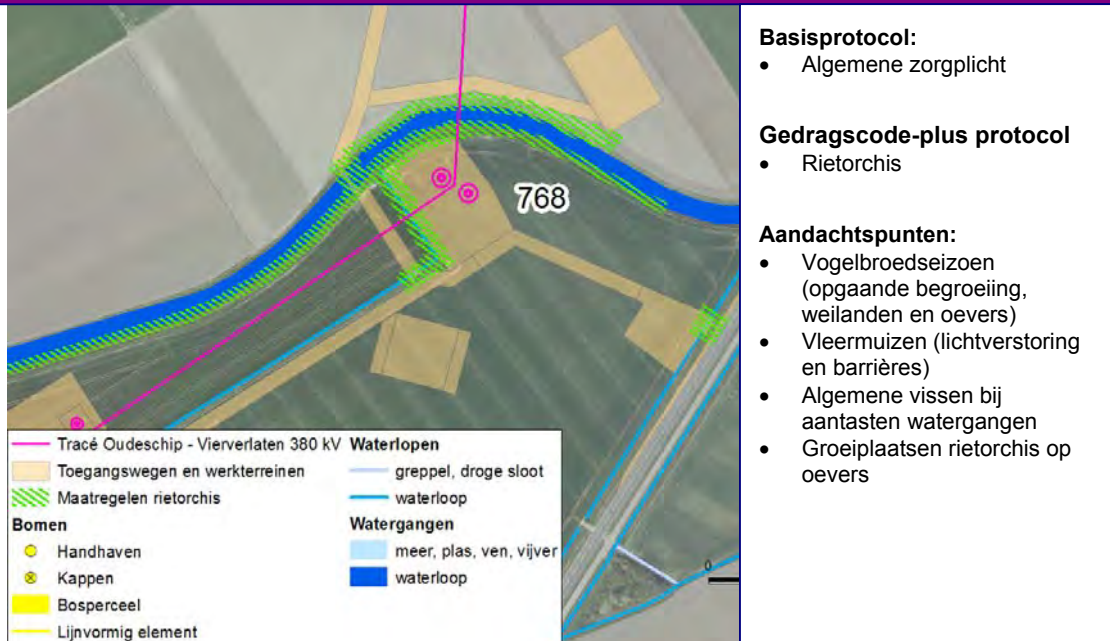 768
Tracé Oudeschip - Vierverlaten 380 kV
Toegangswegen en werkterreinen
Maatregelen rietorchis
Bomen
Handhaven
Kappen
Bosperceel
Lijnvormig element
Waterlopen
greppel, droge sloot
waterloop
Watergangen
meer, plas, ven, vijver
waterloop
0
Basisprotocol:
• Algemene zorgplicht
Gedragscode-plus protocol
• Rietorchis
Aandachtspunten:
• Vogelbroedseizoen
(opgaande begroeiing,
weilanden en oevers)
• Vleermuizen (lichtverstoring
en barrières)
• Algemene vissen bij
aantasten watergangen
• Groeiplaatsen rietorchis op
oevers